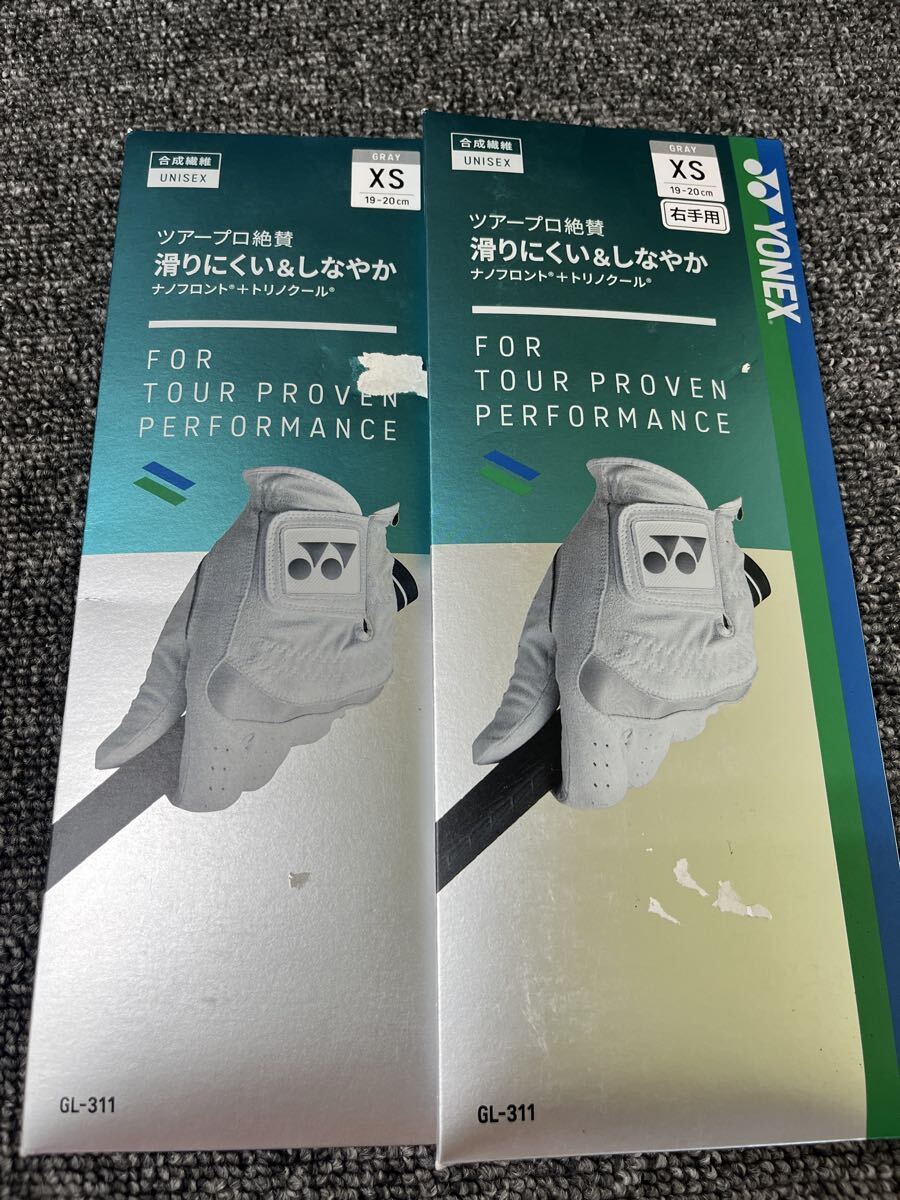 合成繊維
UNISEX
GRAY
XS
19-20cm
ツアープロ絶賛
滑りにくい&しなやか
ナノフロント®+トリノクール®
FOR
TOUR PROVEN
PERFORMANCE
GL-311
合成繊維
UNISEX
GRAY
XS
19-20cm
右手用
ツアープロ絶賛
滑りにくい&しなやか
ナノフロント®+トリノクール®
FOR
TOUR PROVEN
PERFORMANCE
YONEX®
GL-311